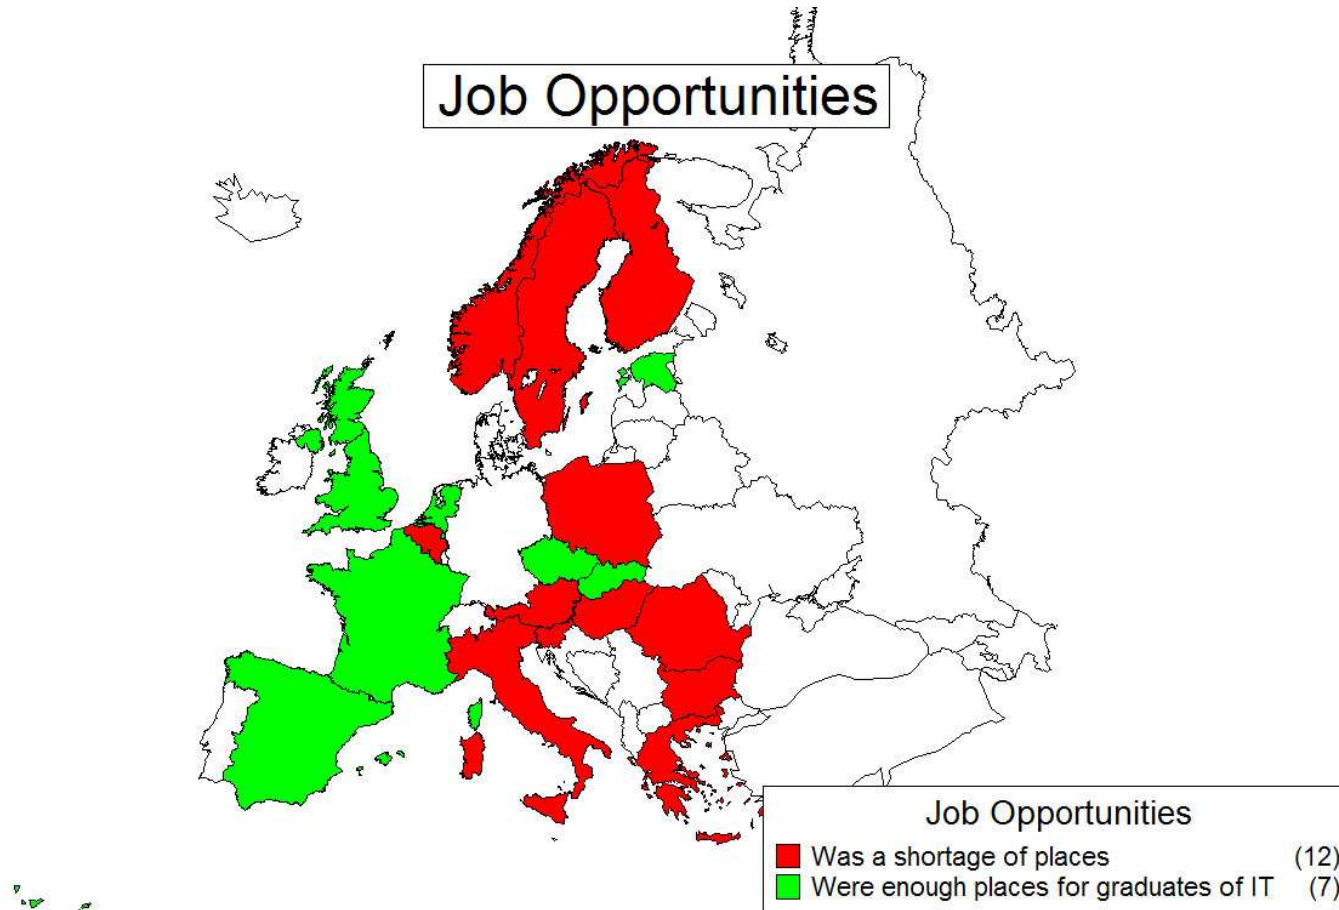 Job Opportunities
Job Opportunities
Was a shortage of places (12)
Were enough places for graduates of IT (7)